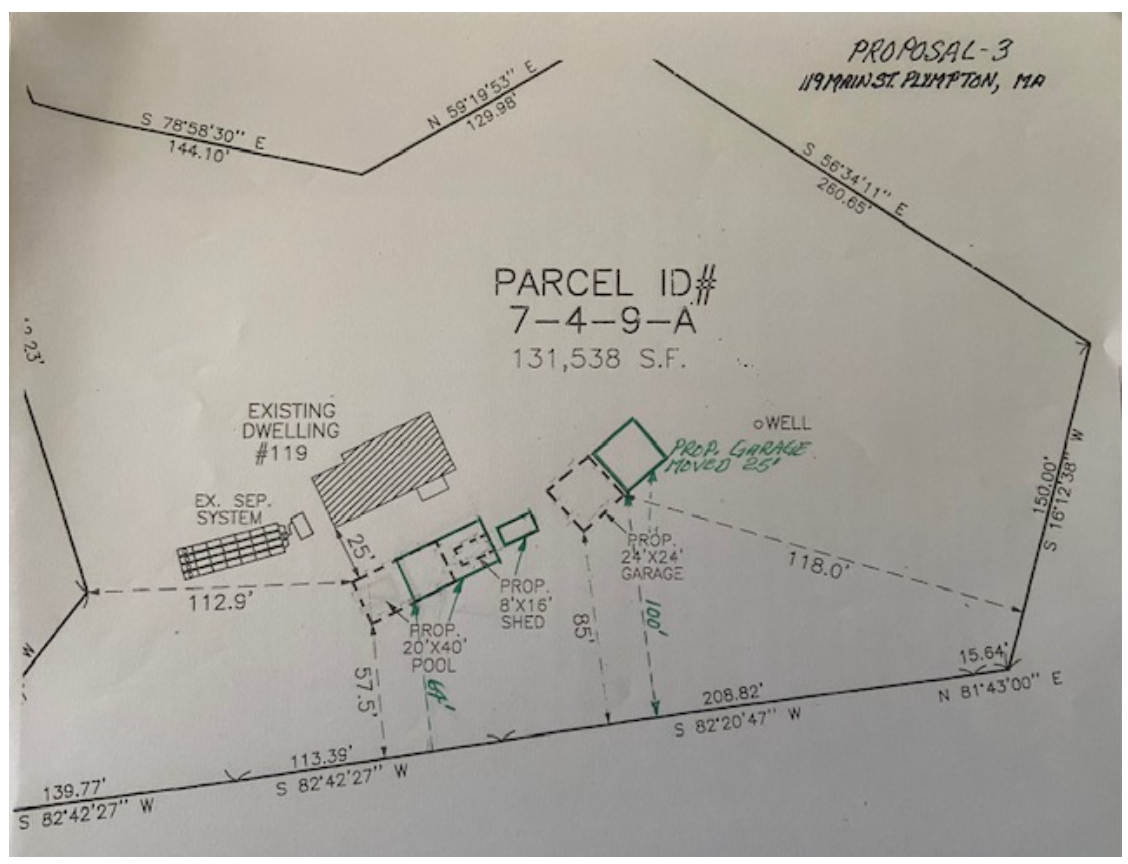 PROPOSAL-3
119 MAIN ST. PLYMPTON, MA
S 78°58'30" E
144.10'
N 59°19'53" E
129.98'
S 56°34'11" E
260.65'
PARCEL ID#
7-4-9-A
131,538 S.F.
23'
EXISTING
DWELLING
#119
WELL
PROP. GARAGE
MOVED 25'
EX. SEP.
SYSTEM
150.00'
S 16°12'38" W
25'
PROP.
24'X24'
GARAGE
118.0'
112.9'
PROP.
8'X16'
SHED
85'
100'
PROP.
20'X40'
POOL
57.5'
W
15.64'
N 81°43'00" E
208.82'
S 82°20'47" W
113.39'
S 82°42'27" W
139.77'
S 82°42'27" W